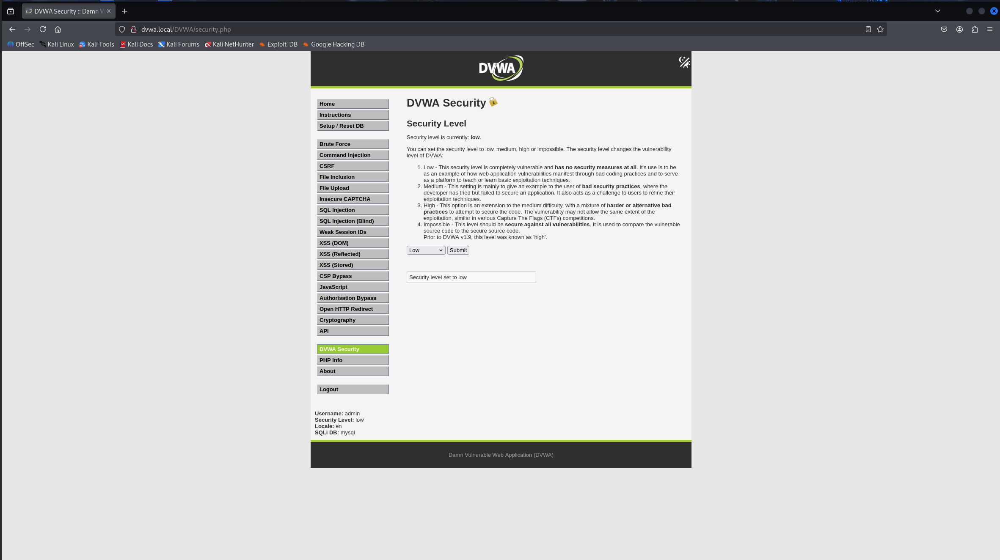 DVWA Security :: Damn V
dvwa.local/DVWA/security.php
OffSec Kali Linux Kali Tools Kali Docs Kali Forums Kali NetHunter Exploit-DB Google Hacking DB
DVWA
Home
Instructions
Setup / Reset DB
Brute Force
Command Injection
CSRF
File Inclusion
File Upload
Insecure CAPTCHA
SQL Injection
SQL Injection (Blind)
Weak Session IDs
XSS (DOM)
XSS (Reflected)
XSS (Stored)
CSP Bypass
JavaScript
Authorisation Bypass
Open HTTP Redirect
Cryptography
API
DVWA Security
PHP Info
About
Logout
DVWA Security
Security Level
Security level is currently: low.
You can set the security level to low, medium, high or impossible. The security level changes the vulnerability
level of DVWA:
1. Low - This security level is completely vulnerable and has no security measures at all. It's use is to be
as an example of how web application vulnerabilities manifest through bad coding practices and to serve
as a platform to teach or learn basic exploitation techniques.
2. Medium - This setting is mainly to give an example to the user of bad security practices, where the
developer has tried but failed to secure an application. It also acts as a challenge to users to refine their
exploitation techniques.
3. High - This option is an extension to the medium difficulty, with a mixture of harder or alternative bad
practices to attempt to secure the code. The vulnerability may not allow the same extent of the
exploitation, similar in various Capture The Flags (CTFs) competitions.
4. Impossible - This level should be secure against all vulnerabilities. It is used to compare the vulnerable
source code to the secure source code.
Prior to DVWA v1.9, this level was known as 'high'.
Low Submit
Security level set to low
Username: admin
Security Level: low
Locale: en
SQLi DB: mysql
Damn Vulnerable Web Application (DVWA)